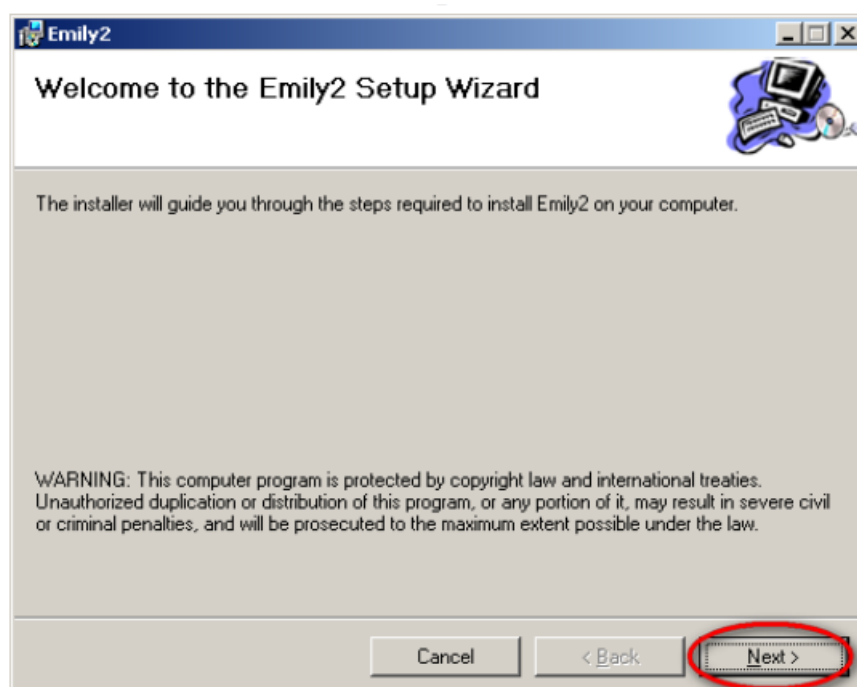 Emily2
Welcome to the Emily2 Setup Wizard
The installer will guide you through the steps required to install Emily2 on your computer.
WARNING: This computer program is protected by copyright law and international treaties.
Unauthorized duplication or distribution of this program, or any portion of it, may result in severe civil
or criminal penalties, and will be prosecuted to the maximum extent possible under the law.
Cancel < Back Next >